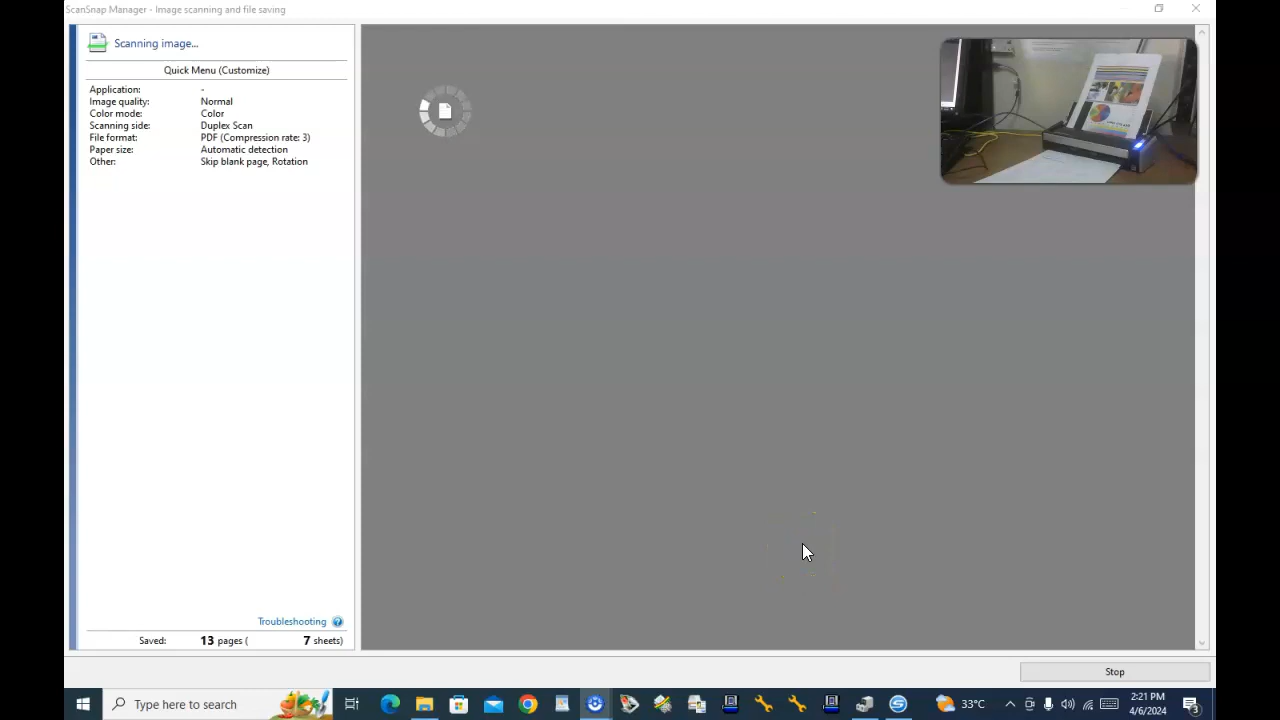 ScanSnap Manager - Image scanning and file saving
Scanning image...
Quick Menu (Customize)
Application: -
Image quality: Normal
Color mode: Color
Scanning side: Duplex Scan
File format: PDF (Compression rate: 3)
Paper size: Automatic detection
Other: Skip blank page, Rotation
Troubleshooting ?
Saved: 13 pages ( 7 sheets)
Stop
Type here to search
33°C
2:21 PM
4/6/2024